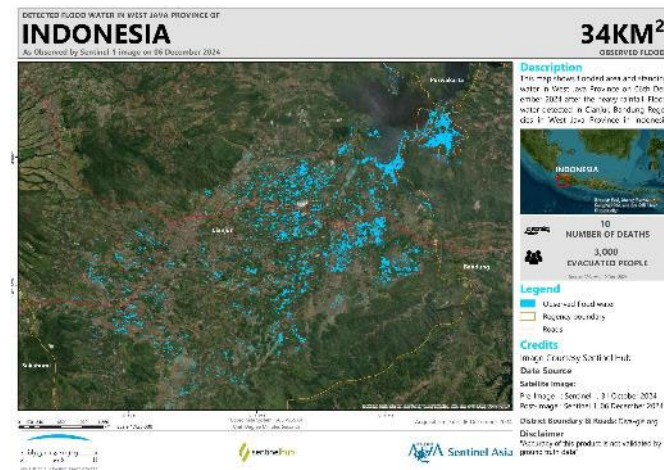 DETECTED FLOOD WATER IN WEST JAVA PROVINCE OF
INDONESIA
As Observed by Sentinel 1 image on 06 December 2024
34KM²
OBSERVED FLOOD
Description
This map shows flooded area and standing
water in West Java Province on 06th Dec
ember 2024 after the heavy rainfall. Flood
water detected in Cianjur, Bandung Regen
cies in West Java Province in Indonesia
Purwakarta
Cianjur
Bandung
Sukabumi
INDONESIA
10
NUMBER OF DEATHS
3,000
EVACUATED PEOPLE
Legend
Observed flood water
Regency boundary
Roads
Credits
Image Courtesy Sentinel Hub
Data Source
Satellite Image:
Pre Image : Sentinel 1, 31 October 2024
Post Image : Sentinel 1, 06 December 2024
District Boundary & Roads:
Disclaimer
"Accuracy of this product is not validated by
ground truth data"
sentinelhub
Sentinel Asia